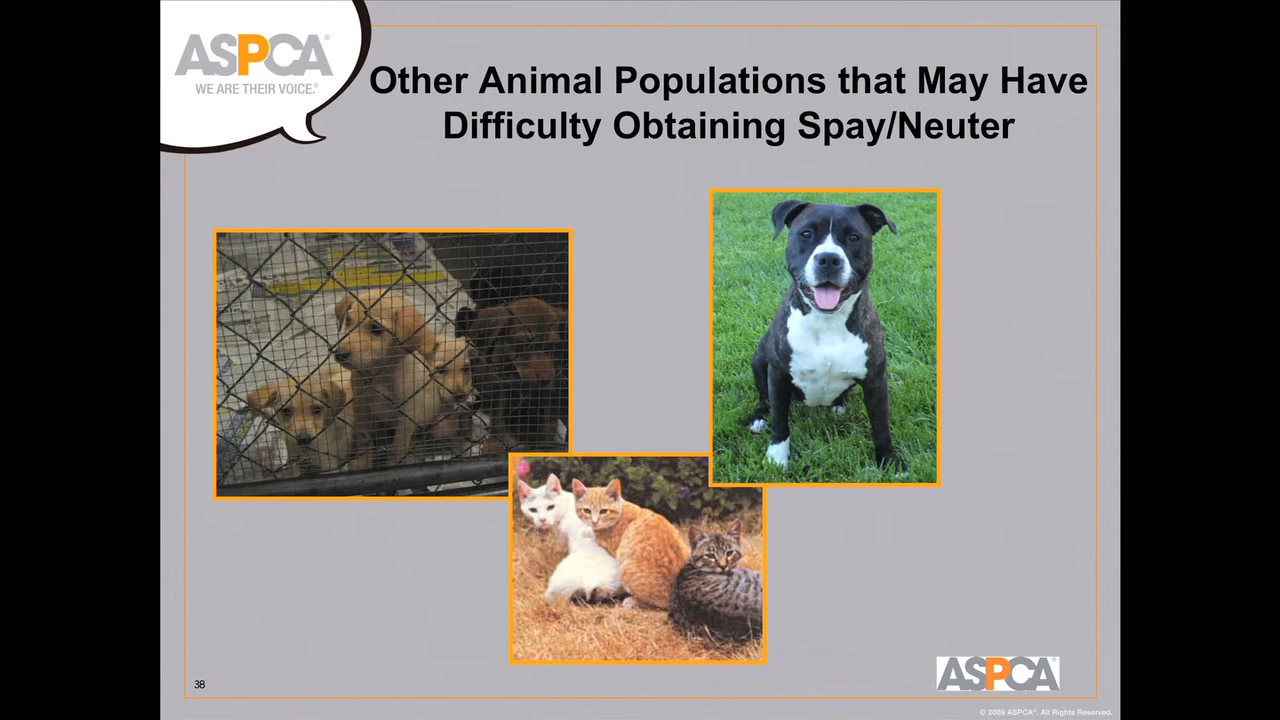 ASPCA®
WE ARE THEIR VOICE.®
Other Animal Populations that May Have
Difficulty Obtaining Spay/Neuter
38
ASPCA
© 2009 ASPCA®. All Rights Reserved.